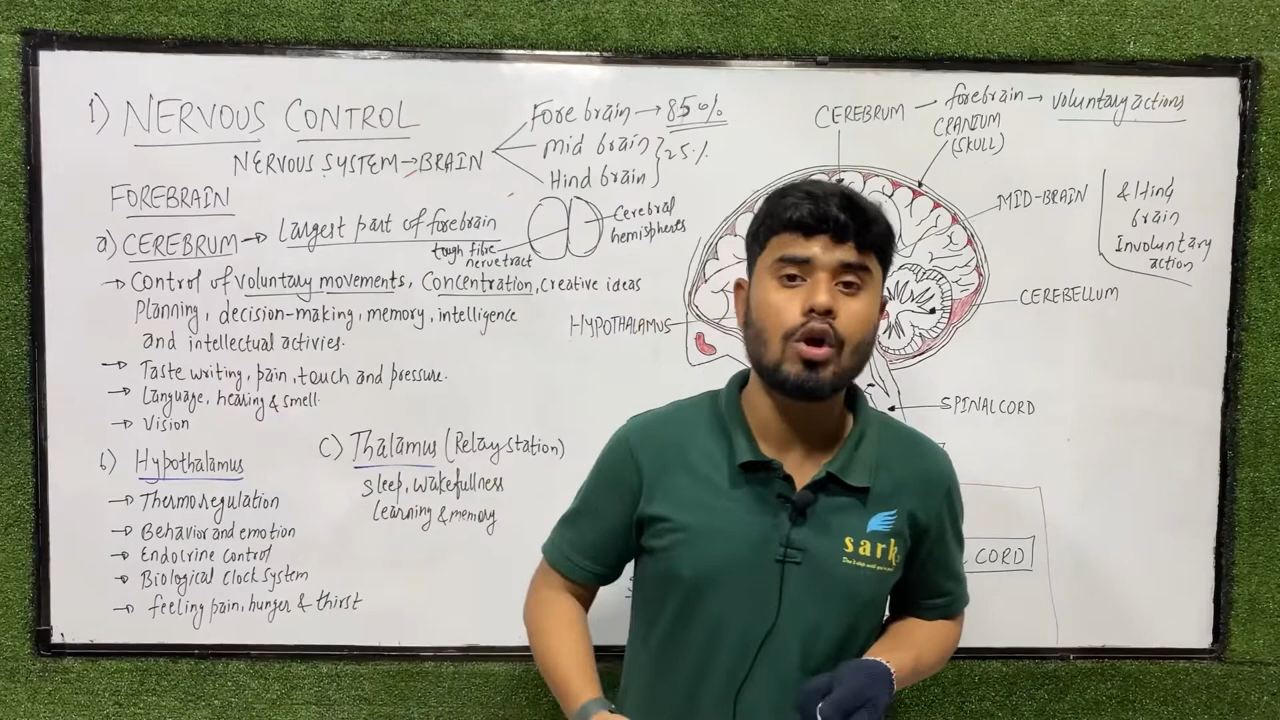 1) NERVOUS CONTROL
NERVOUS SYSTEM → BRAIN
Fore brain → 85%
mid brain
Hind brain
25%
FOREBRAIN
a) CEREBRUM → Largest part of forebrain
tough fibre
nerve tract
Cerebral
hemispheres
→ Control of voluntary movements, Concentration, creative ideas
Planning, decision-making, memory, intelligence
and intellectual activies.
→ Taste writing, pain, touch and pressure.
→ Language, hearing & smell.
→ Vision
b) Hypothalamus
→ Thermoregulation
→ Behavior and emotion
→ Endocrine control
→ Biological clock system
→ feeling pain, hunger & thirst
C) Thalamus (Relay station)
Sleep, wakefullness
Learning & memory
CEREBRUM → forebrain → voluntary actions
CRANIUM
(SKULL)
MID-BRAIN
& Hind
brain
Involuntary
action
CEREBELLUM
HYPOTHALAMUS
SPINAL CORD
CORD
sark